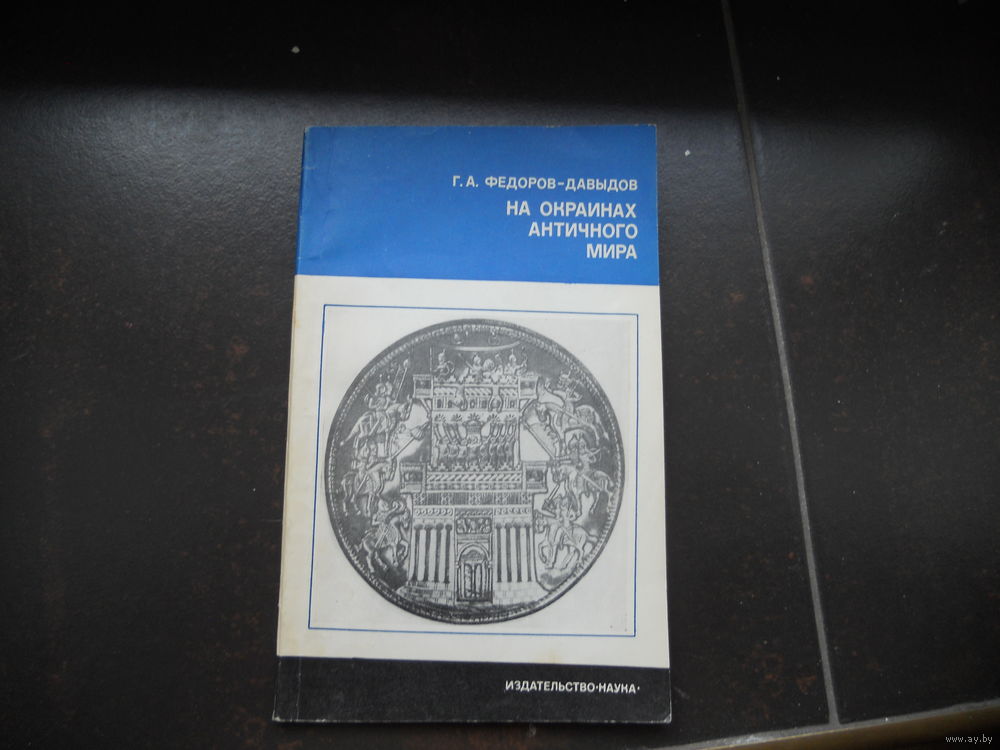 Г. А. ФЕДОРОВ-ДАВЫДОВ
НА ОКРАИНАХ
АНТИЧНОГО
МИРА
ИЗДАТЕЛЬСТВО·НАУКА·
www.ay.by